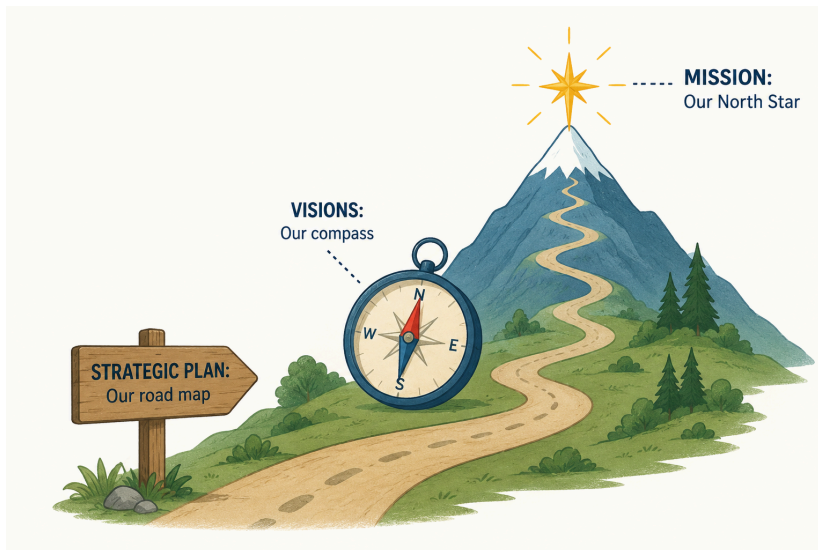 MISSION:
Our North Star
VISIONS:
Our compass
N
W
E
S
STRATEGIC PLAN:
Our road map